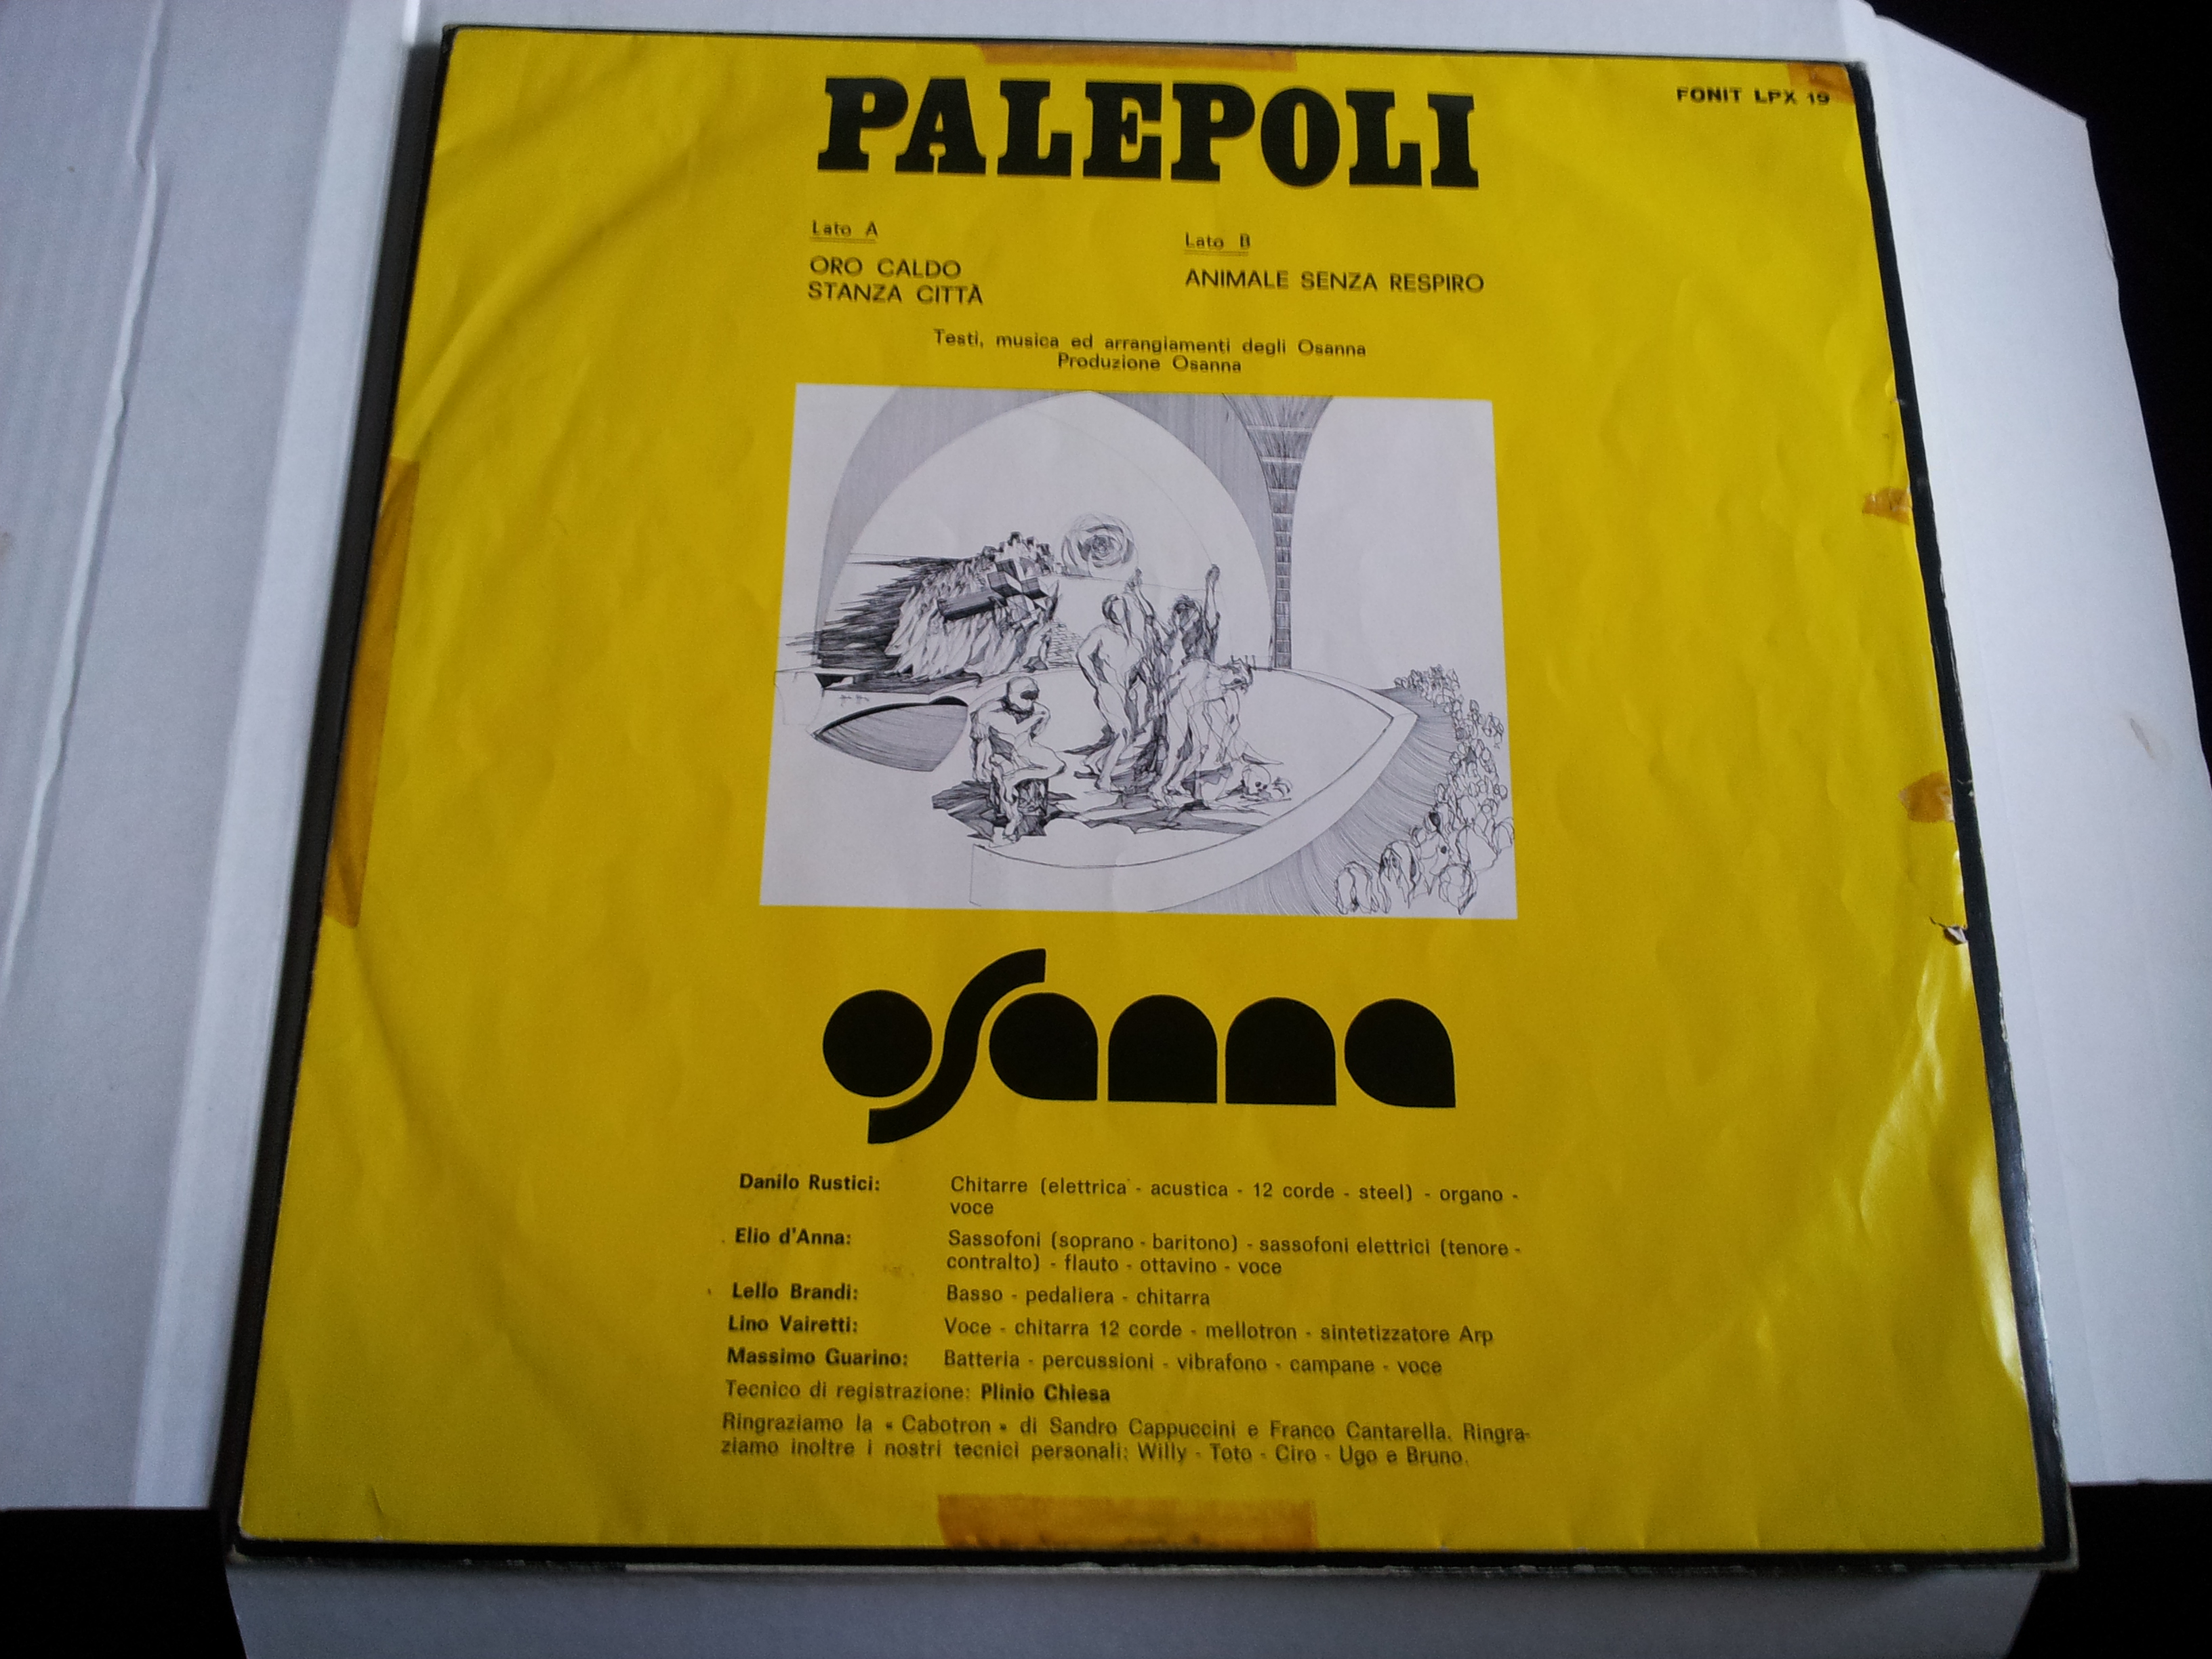 PALEPOLI
FONIT LPX 19
Lato A
ORO CALDO
STANZA CITTÀ
Lato B
ANIMALE SENZA RESPIRO
Testi, musica ed arrangiamenti degli Osanna
Produzione Osanna
osanna
Danilo Rustici: Chitarre (elettrica - acustica - 12 corde - steel) - organo -
voce
Elio d'Anna: Sassofoni (soprano - baritono) - sassofoni elettrici (tenore -
contralto) - flauto - ottavino - voce
Lello Brandi: Basso - pedaliera - chitarra
Lino Vairetti: Voce - chitarra 12 corde - mellotron - sintetizzatore Arp
Massimo Guarino: Batteria - percussioni - vibrafono - campane - voce
Tecnico di registrazione: Plinio Chiesa
Ringraziamo la « Cabotron » di Sandro Cappuccini e Franco Cantarella. Ringra-
ziamo inoltre i nostri tecnici personali: Willy - Toto - Ciro - Ugo e Bruno.